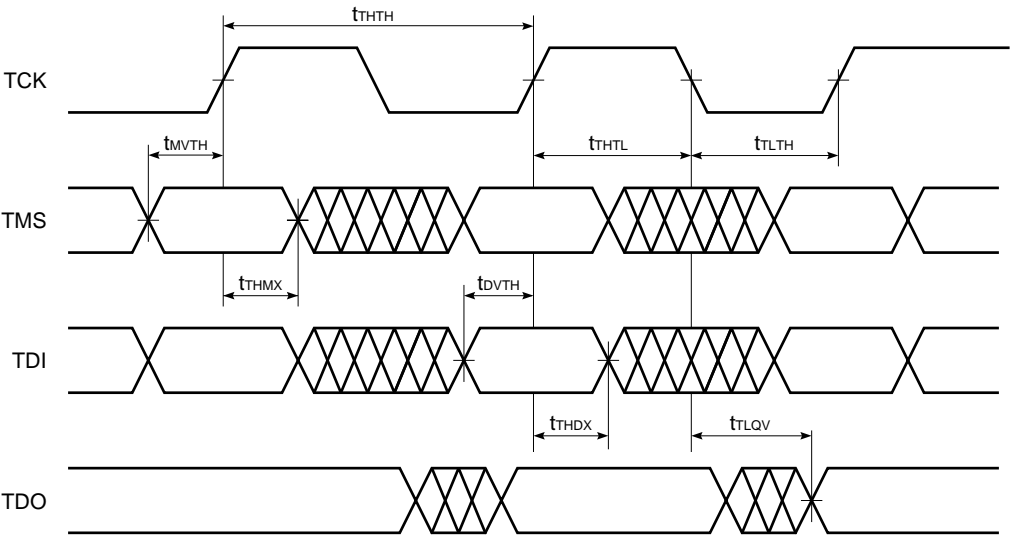 tTHTH
TCK
tMVTH tTHTL tTLTH
TMS
tTHMX tDVTH
TDI
tTHDX tTLQV
TDO